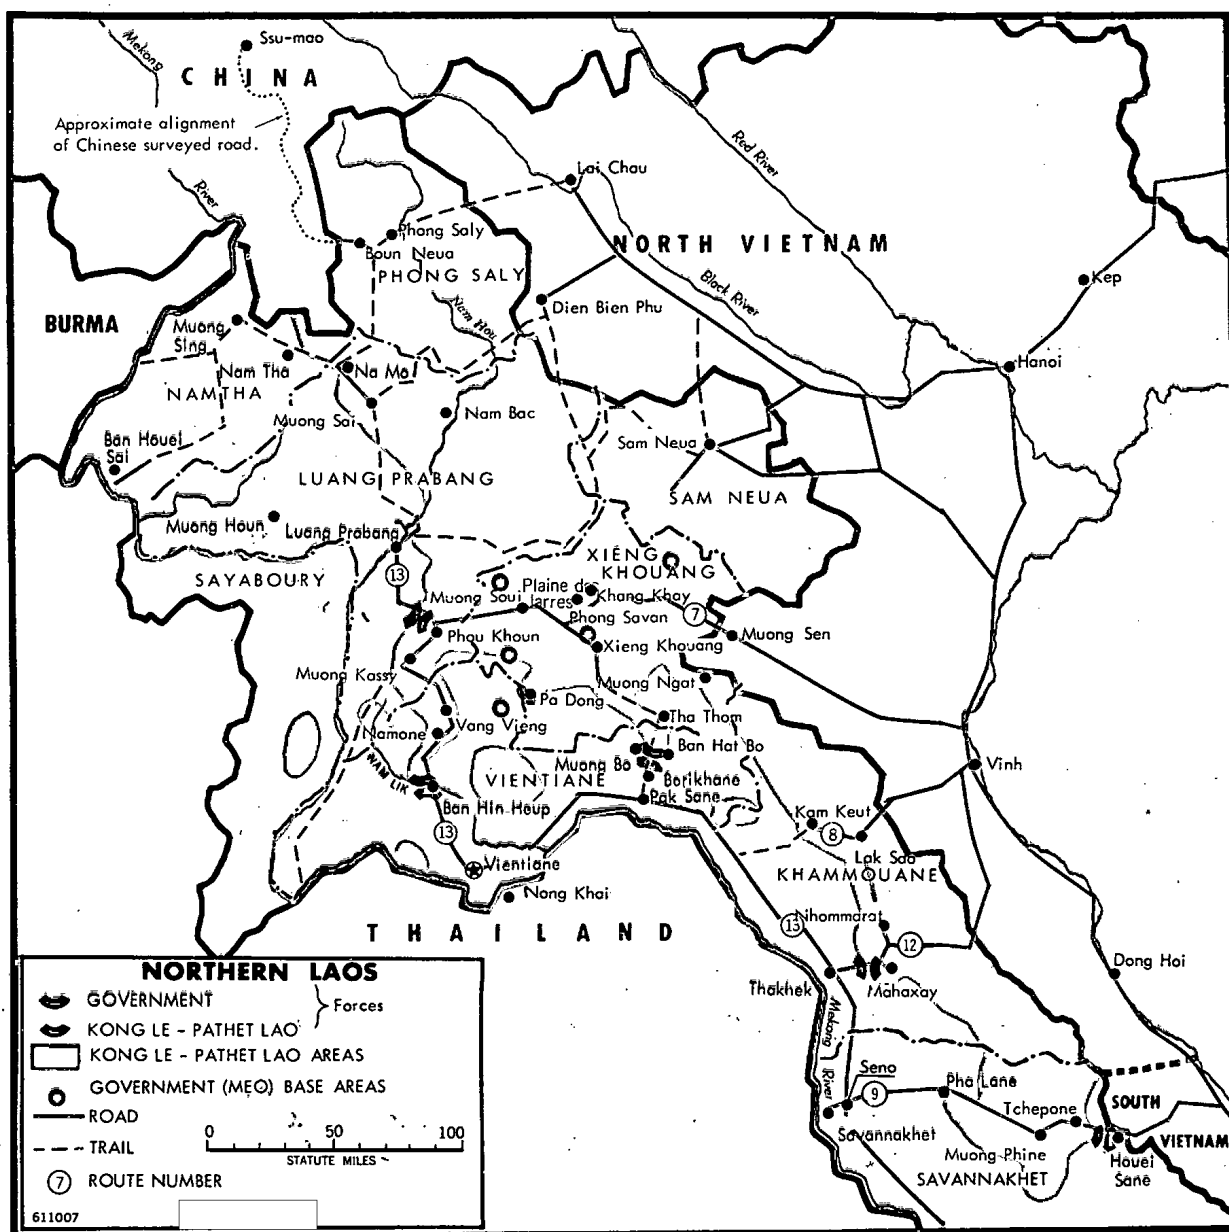 Ssu-mao
Mekong
CHINA
Approximate alignment
of Chinese surveyed road.
River
Lai Chau
Red River
Phong Saly
Boun Neua
PHONG SALY
NORTH VIETNAM
Black River
Kep
Nam Hou
Dien Bien Phu
BURMA
Muong
Sing
Nam Tha
NAMTHA
Na Mo
Hanoi
Muong Sai
Nam Bac
Ban Houei
Sai
Sam Neua
LUANG PRABANG
SAM NEUA
Muong Houn
Luang Prabang
XIENG
KHOUANG
SAYABOURY
13
Muong Soui
Plaine des
Jarres
Khang Khay
Phong Savan
7
Muong Sen
Phou Khoun
Xieng Khouang
Muong Kassy
Muong Ngat
Pa Dong
Tha Thom
Vang Vieng
Namone
Ban Hat Bo
Muong Bo
Vinh
NAM LIK
VIENTIANE
Borikhane
Pak Sane
Ban Hin Heup
Kam Keut
8
13
Lak Sao
Vientiane
KHAMMOUANE
Nong Khai
THAILAND
Nhommarat
13
12
Thakhek
Mahaxay
Dong Hoi
Mekong River
Seno
9
Pha Lane
Tchepone
SOUTH
VIETNAM
Savannakhet
Muong Phine
Houei
Sane
SAVANNAKHET
NORTHERN LAOS
GOVERNMENT
KONG LE - PATHET LAO
Forces
KONG LE - PATHET LAO AREAS
GOVERNMENT (MEO) BASE AREAS
ROAD
0 50 100
STATUTE MILES
TRAIL
7 ROUTE NUMBER
611007